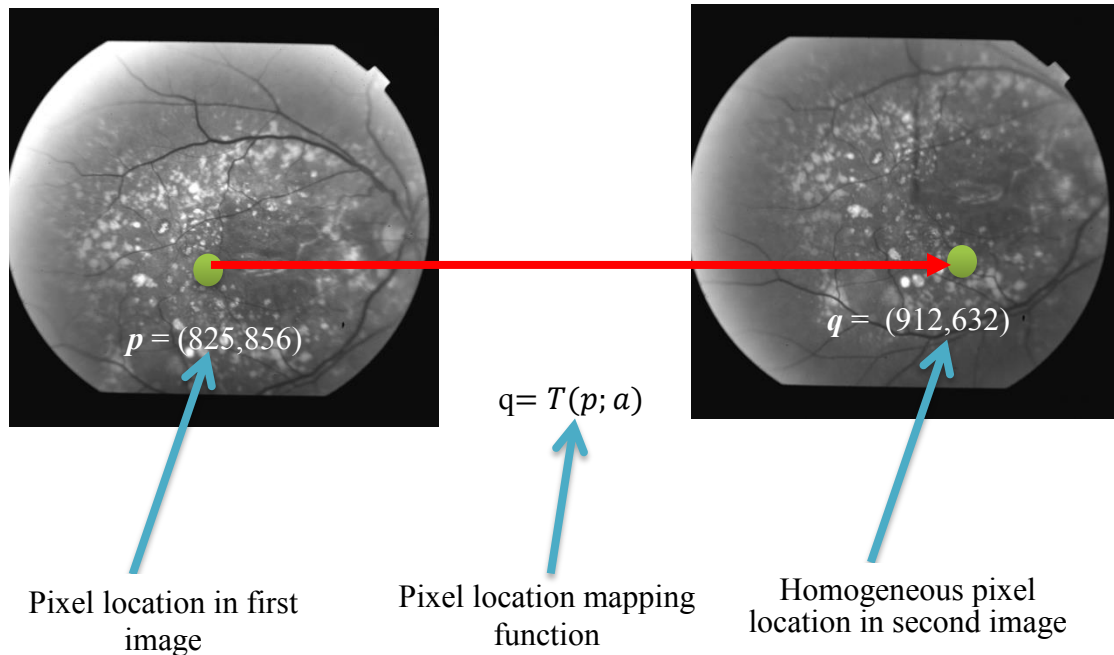 p = (825,856)
q = (912,632)
q= T(p; a)
Pixel location in first
image
Pixel location mapping
function
Homogeneous pixel
location in second image